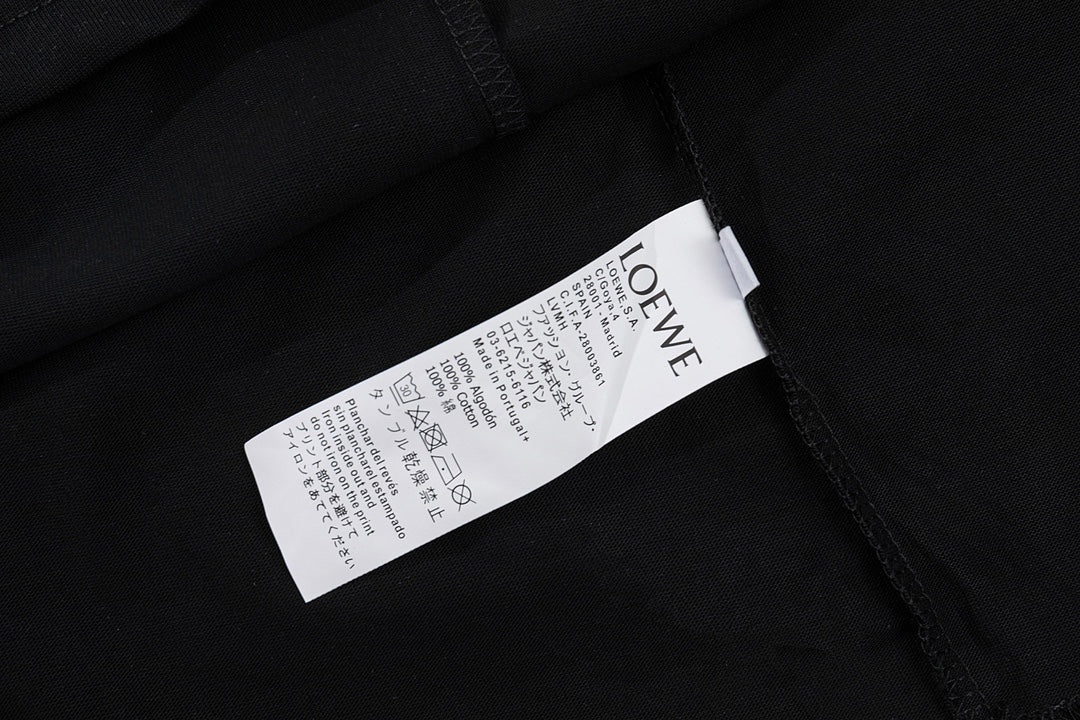 LOEWE
LOEWE,S.A.
C/Goya,4
28001-Madrid
SPAIN
C.I.F.A-28003861
LVMH
ファッション・グループ・
ジャパン株式会社
ロエベジャパン
03-6215-6116
Made in Portugal+
100% Algodón
100% Cotton
100% 綿
30
タンブル乾燥禁止
Planchar del revés
sin planchar el estampado
Iron inside out and
do not iron on the print
プリント部分を避けて
アイロンをあててください